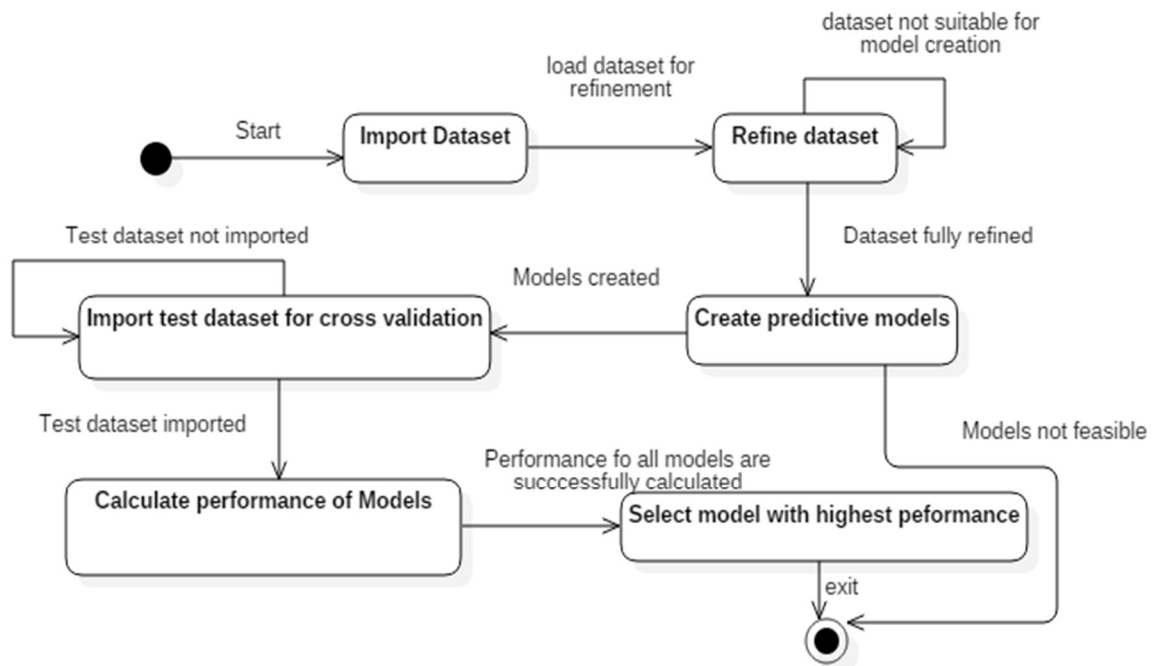 dataset not suitable for
model creation
load dataset for
refinement
Start
Import Dataset
Refine dataset
Test dataset not imported
Dataset fully refined
Models created
Import test dataset for cross validation
Create predictive models
Test dataset imported
Models not feasible
Performance fo all models are
succcessfully calculated
Calculate performance of Models
Select model with highest peformance
exit